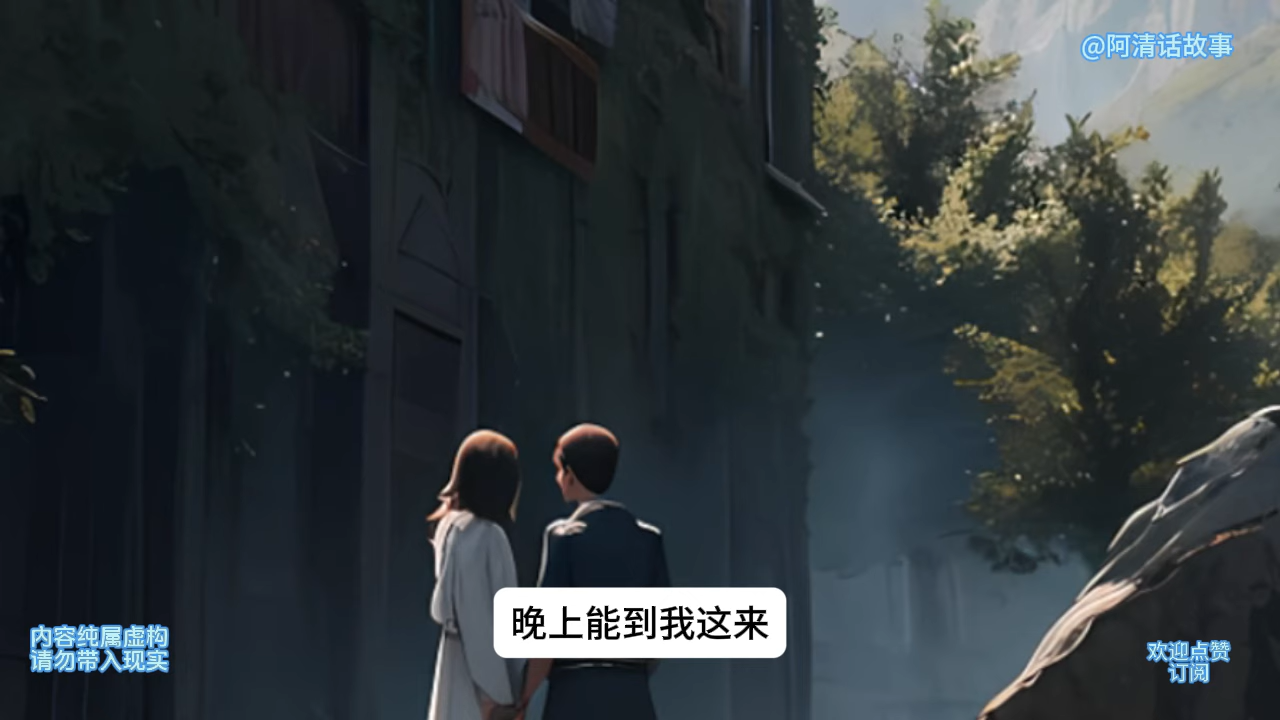 @阿清话故事
晚上能到我这来
内容纯属虚构
请勿带入现实
欢迎点赞
订阅